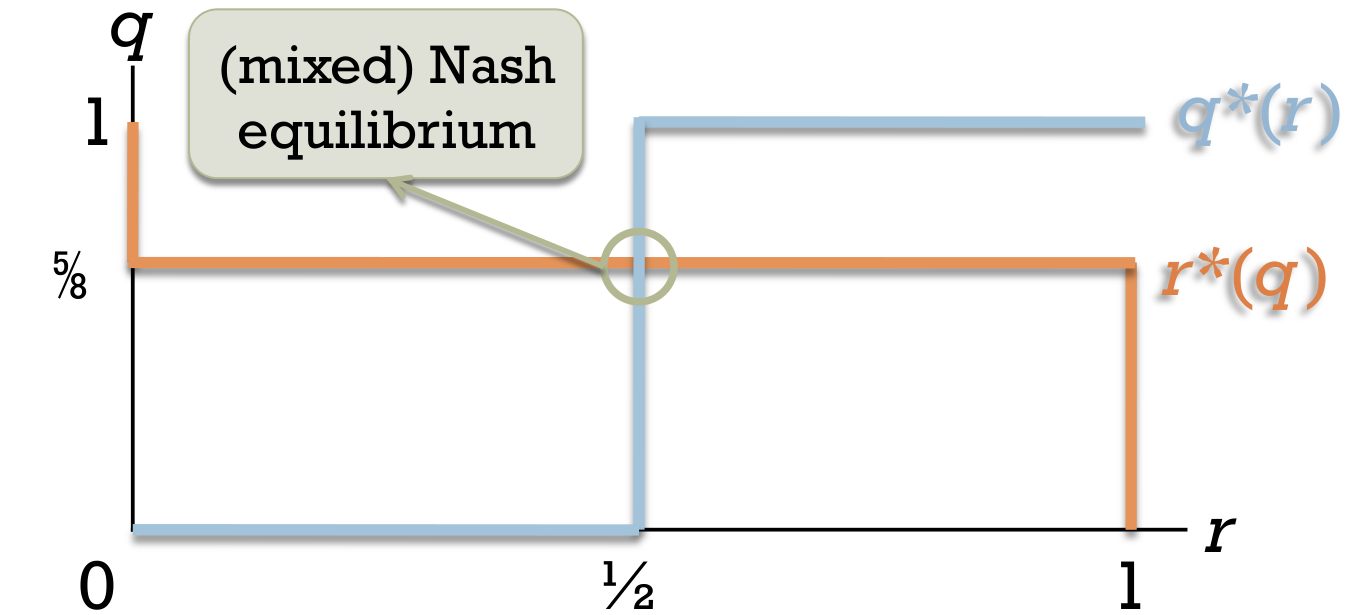 q
(mixed) Nash
equilibrium
1
q*(r)
⅝
r*(q)
r
0
½
1